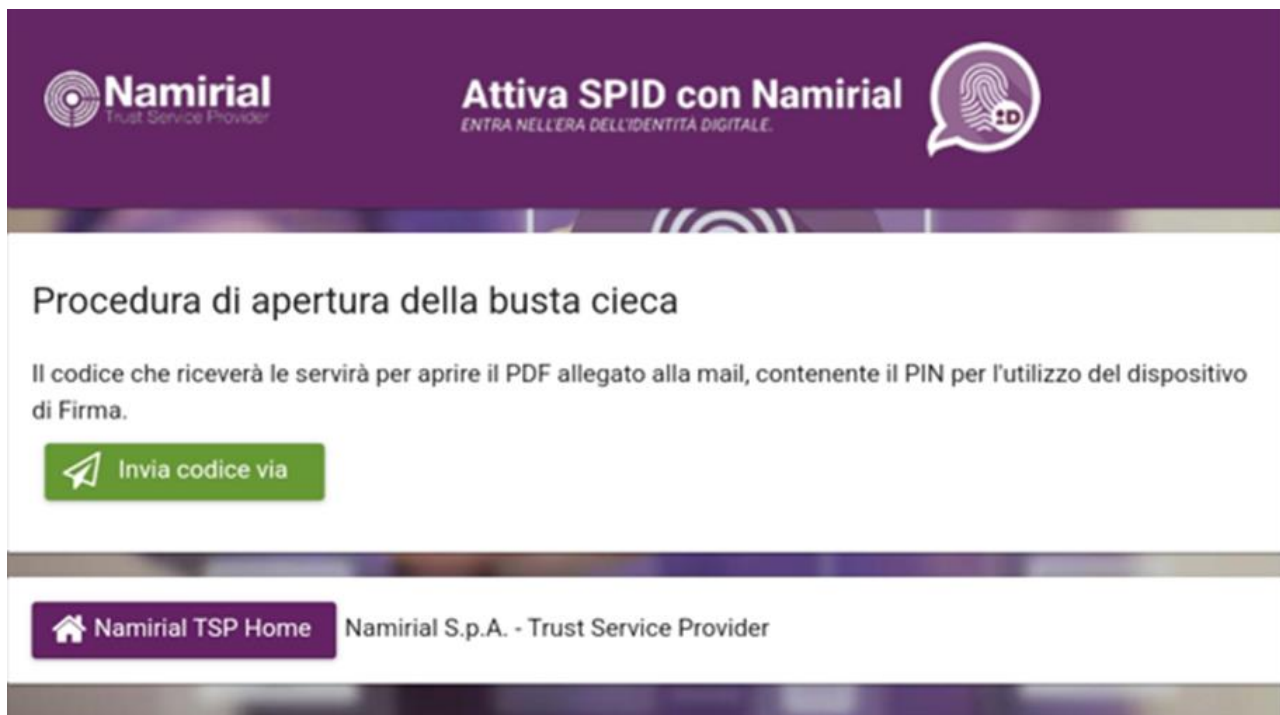 Namirial
Trust Service Provider
Attiva SPID con Namirial
ENTRA NELL'ERA DELL'IDENTITÀ DIGITALE.
:D
Procedura di apertura della busta cieca
Il codice che riceverà le servirà per aprire il PDF allegato alla mail, contenente il PIN per l'utilizzo del dispositivo
di Firma.
Invia codice via
Namirial TSP Home
Namirial S.p.A. - Trust Service Provider